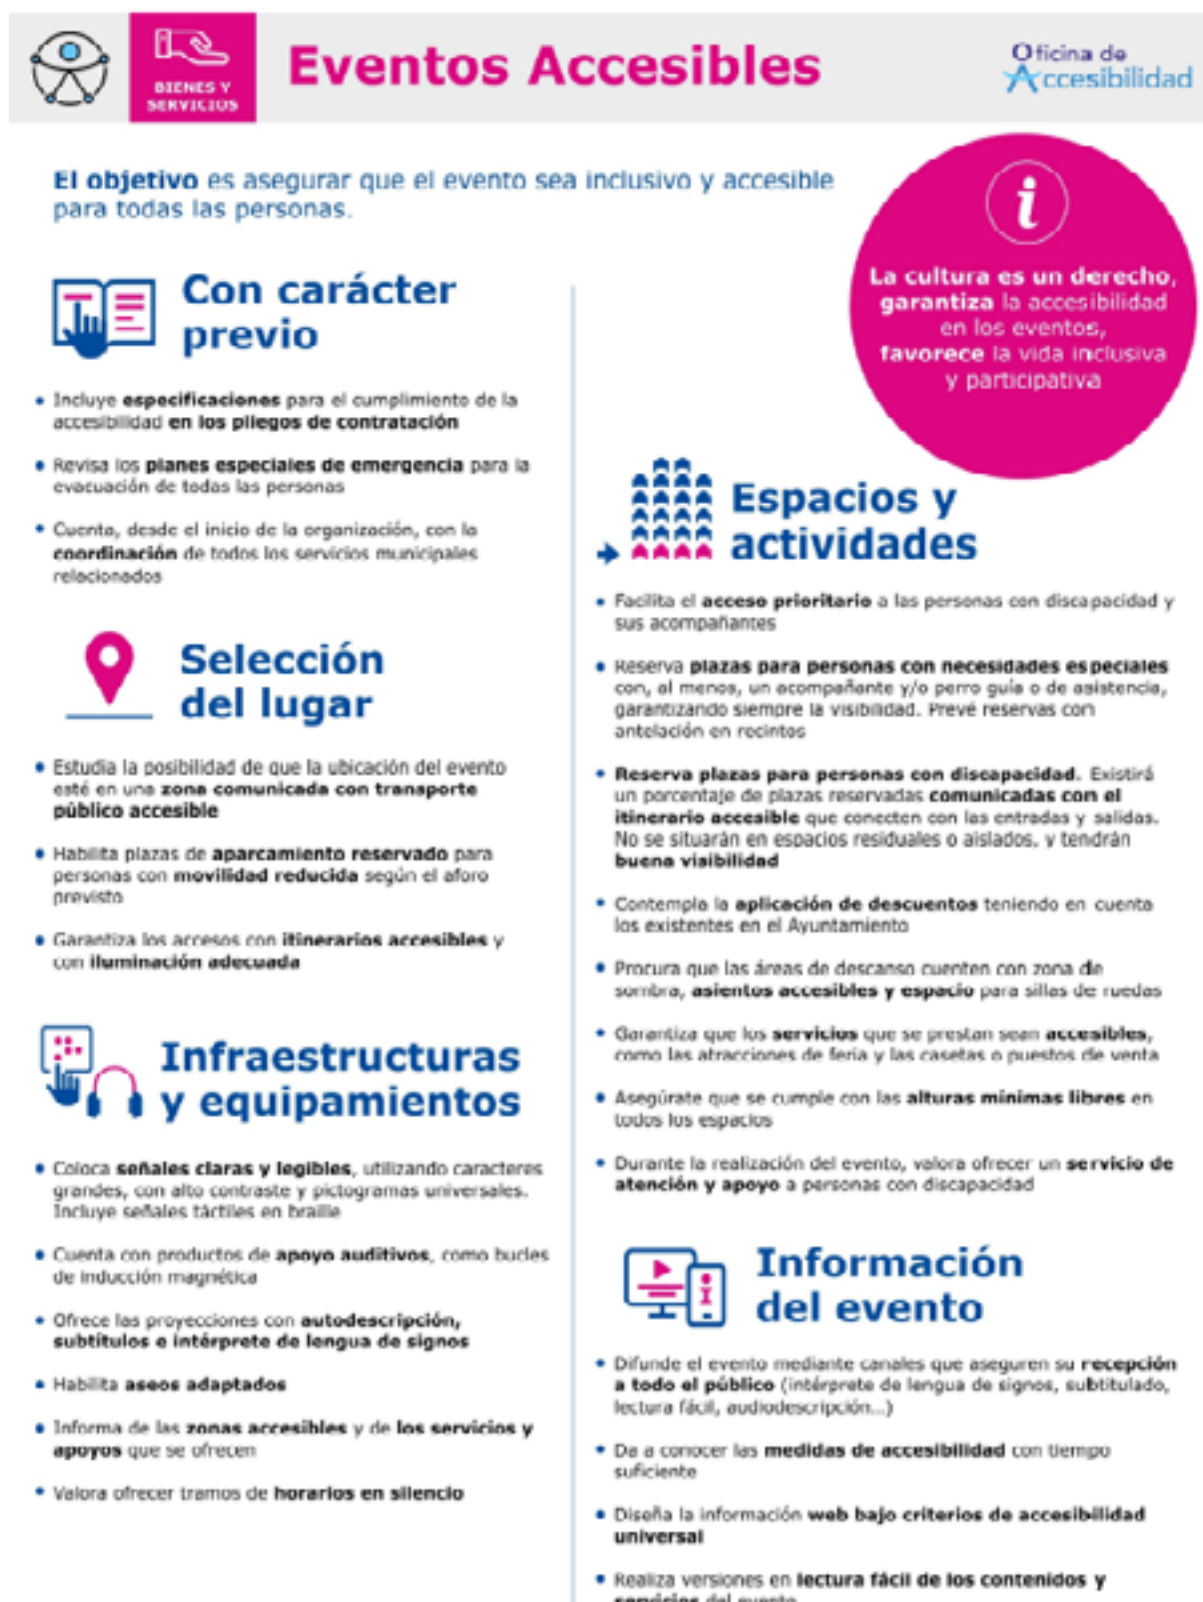 BIENES Y
SERVICIOS
Eventos Accesibles
Oficina de
Accesibilidad
El objetivo es asegurar que el evento sea inclusivo y accesible
para todas las personas.
i
La cultura es un derecho,
garantiza la accesibilidad
en los eventos,
favorece la vida inclusiva
y participativa
Con carácter
previo
• Incluye especificaciones para el cumplimiento de la
accesibilidad en los pliegos de contratación
• Revisa los planes especiales de emergencia para la
evacuación de todas las personas
• Cuenta, desde el inicio de la organización, con la
coordinación de todos los servicios municipales
relacionados
Selección
del lugar
• Estudia la posibilidad de que la ubicación del evento
esté en una zona comunicada con transporte
público accesible
• Habilita plazas de aparcamiento reservado para
personas con movilidad reducida según el aforo
previsto
• Garantiza los accesos con itinerarios accesibles y
con iluminación adecuada
Infraestructuras
y equipamientos
• Coloca señales claras y legibles, utilizando caracteres
grandes, con alto contraste y pictogramas universales.
Incluye señales táctiles en braille
• Cuenta con productos de apoyo auditivos, como bucles
de inducción magnética
• Ofrece las proyecciones con autodescripción,
subtítulos e intérprete de lengua de signos
• Habilita aseos adaptados
• Informa de las zonas accesibles y de los servicios y
apoyos que se ofrecen
• Valora ofrecer tramos de horarios en silencio
Espacios y
actividades
• Facilita el acceso prioritario a las personas con discapacidad y
sus acompañantes
• Reserva plazas para personas con necesidades especiales
con, al menos, un acompañante y/o perro guía o de asistencia,
garantizando siempre la visibilidad. Prevé reservas con
antelación en recintos
• Reserva plazas para personas con discapacidad. Existirá
un porcentaje de plazas reservadas comunicadas con el
itinerario accesible que conecten con las entradas y salidas.
No se situarán en espacios residuales o aislados, y tendrán
buena visibilidad
• Contempla la aplicación de descuentos teniendo en cuenta
los existentes en el Ayuntamiento
• Procura que las áreas de descanso cuenten con zona de
sombra, asientos accesibles y espacio para sillas de ruedas
• Garantiza que los servicios que se prestan sean accesibles,
como las atracciones de feria y las casetas o puestos de venta
• Asegúrate que se cumple con las alturas mínimas libres en
todos los espacios
• Durante la realización del evento, valora ofrecer un servicio de
atención y apoyo a personas con discapacidad
Información
del evento
• Difunde el evento mediante canales que aseguren su recepción
a todo el público (intérprete de lengua de signos, subtitulado,
lectura fácil, audiodescripción...)
• Da a conocer las medidas de accesibilidad con tiempo
suficiente
• Diseña la información web bajo criterios de accesibilidad
universal
• Realiza versiones en lectura fácil de los contenidos y
servicios del evento